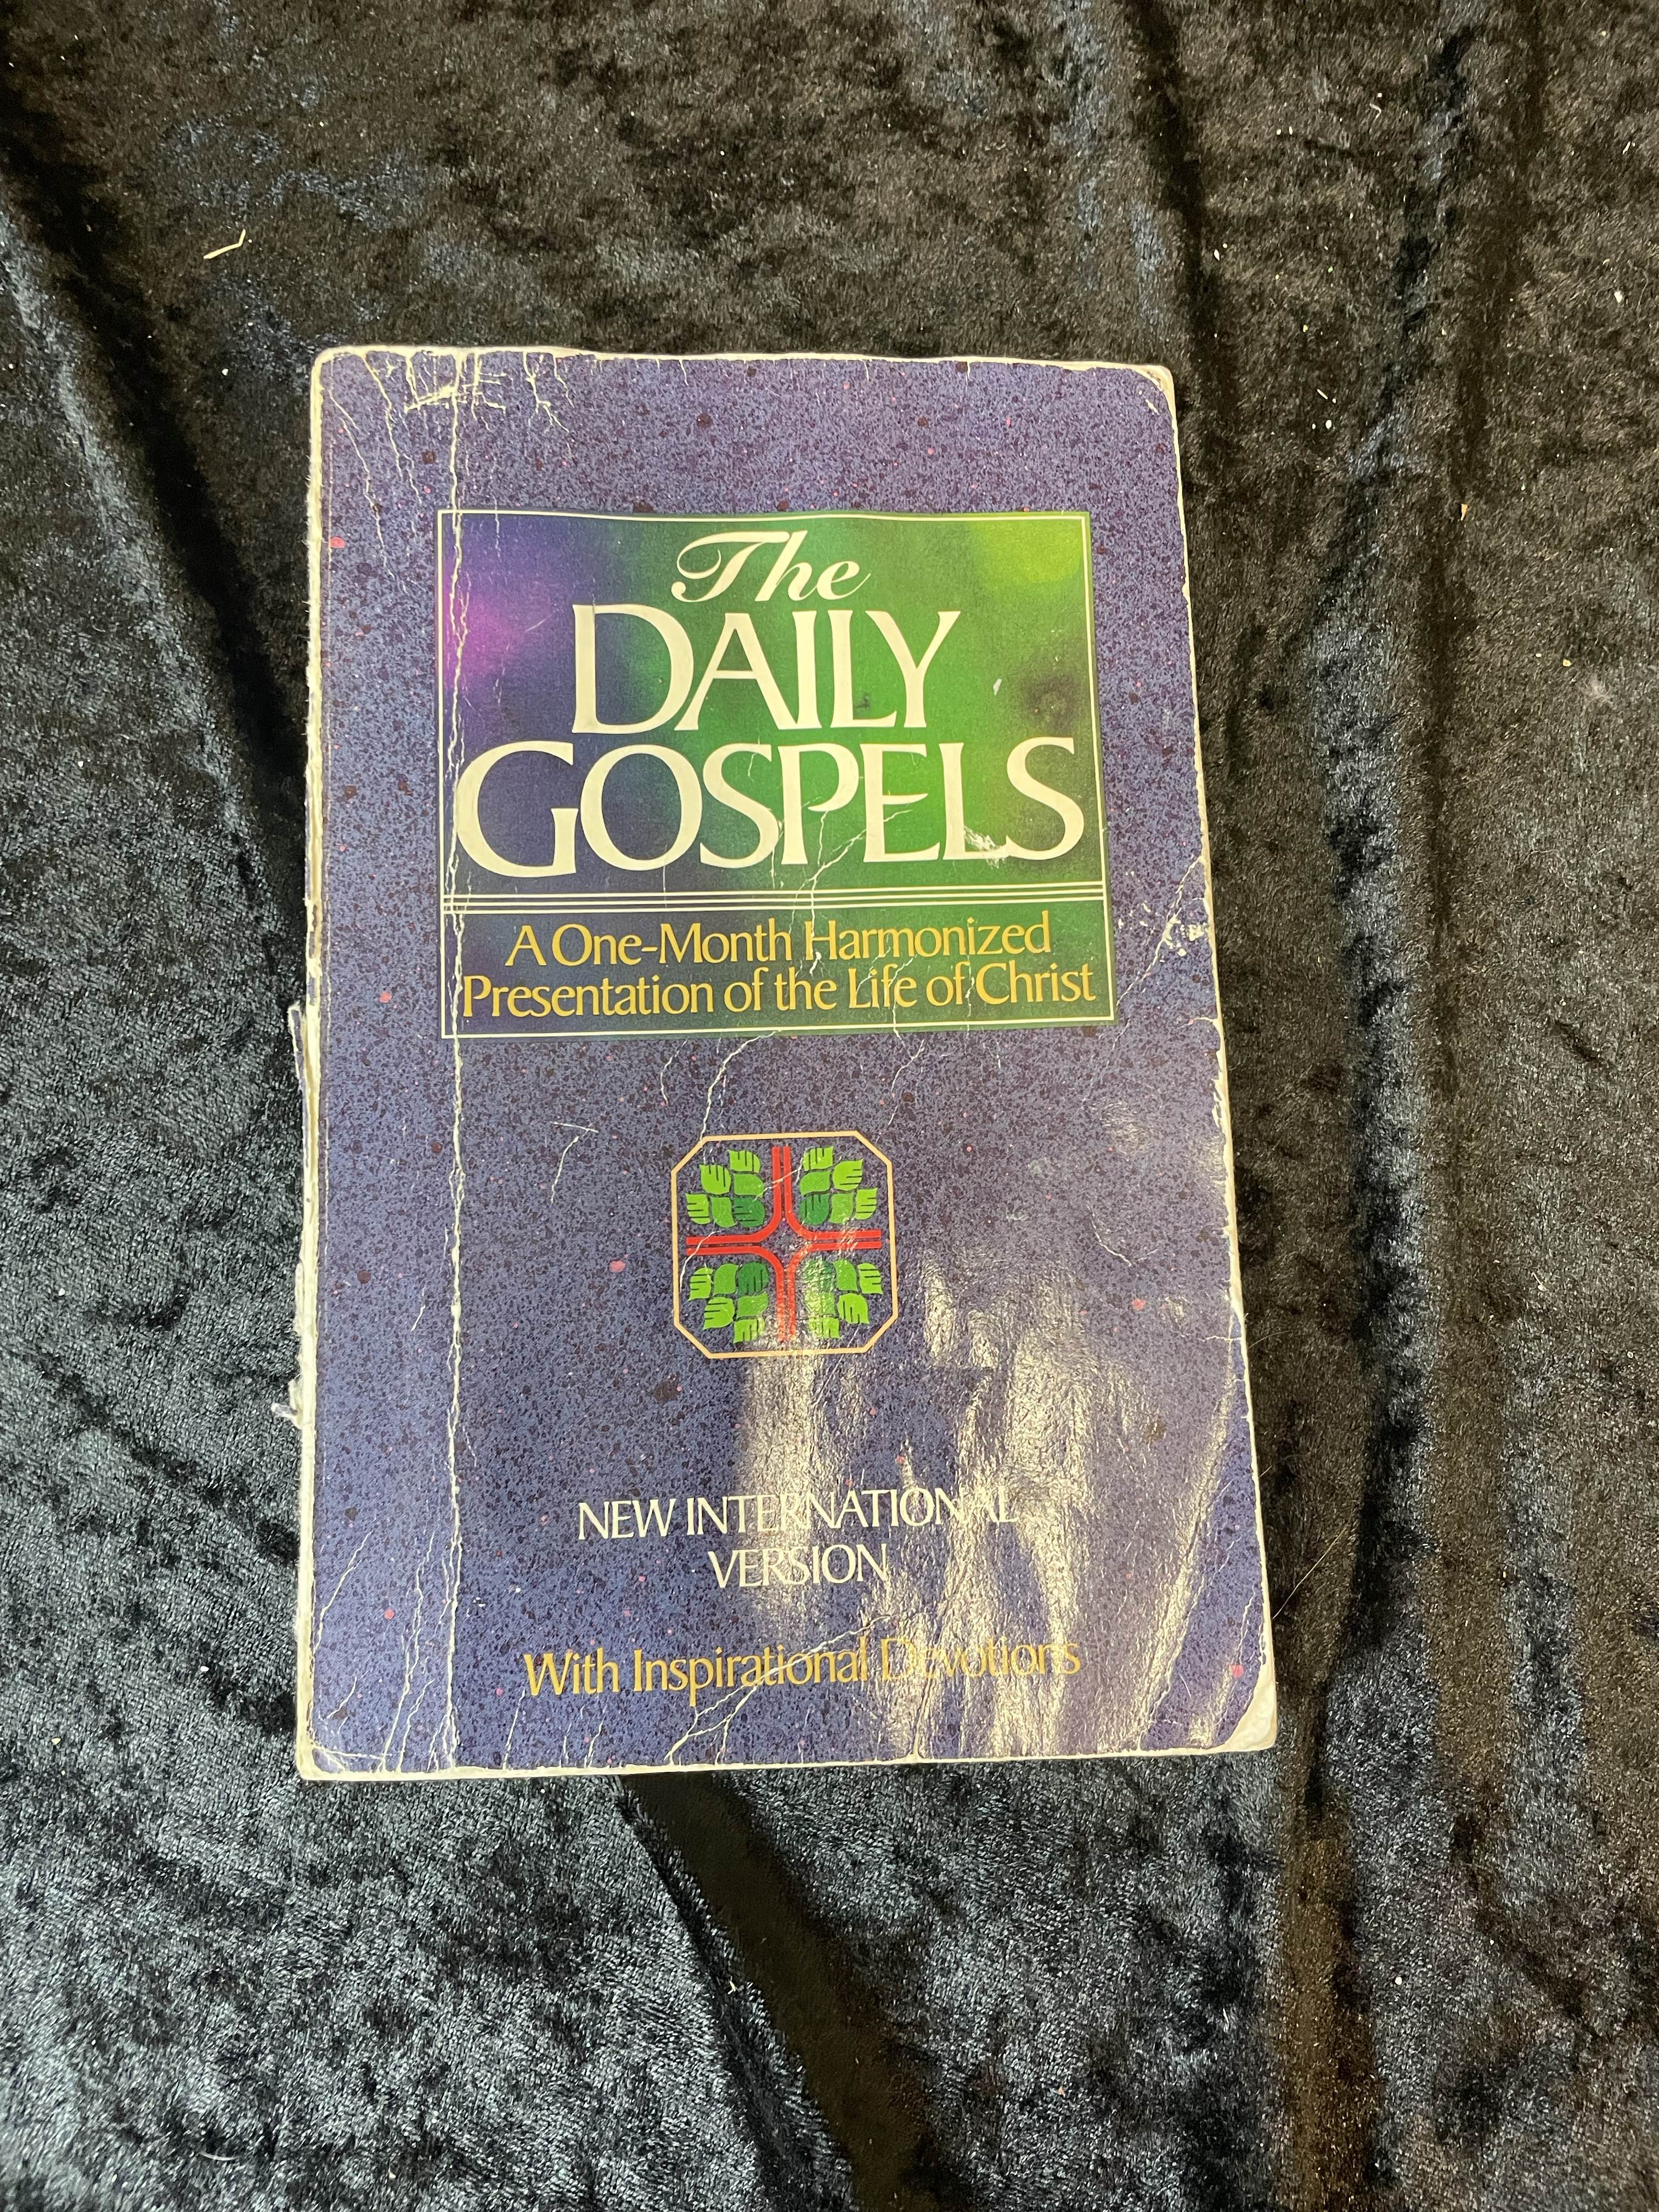 The
DAILY
GOSPELS
A One-Month Harmonized
Presentation of the Life of Christ
NEW INTERNATIONAL
VERSION
With Inspirational Devotions